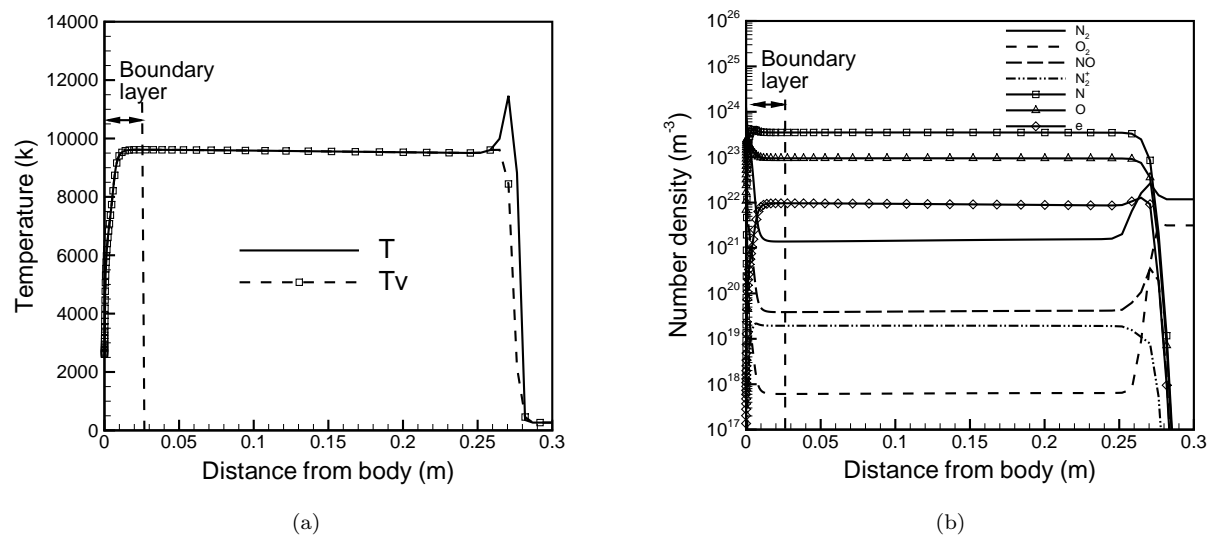 14000
12000
10000
8000
6000
4000
2000
0
Temperature (k)
Boundary
layer
T
Tv
0
0.05
0.1
0.15
0.2
0.25
0.3
Distance from body (m)
(a)
10^26
10^25
10^24
10^23
10^22
10^21
10^20
10^19
10^18
10^17
Number density (m^-3)
Boundary
layer
N_2
O_2
NO
N_2^+
N
O
e
0
0.05
0.1
0.15
0.2
0.25
0.3
Distance from body (m)
(b)